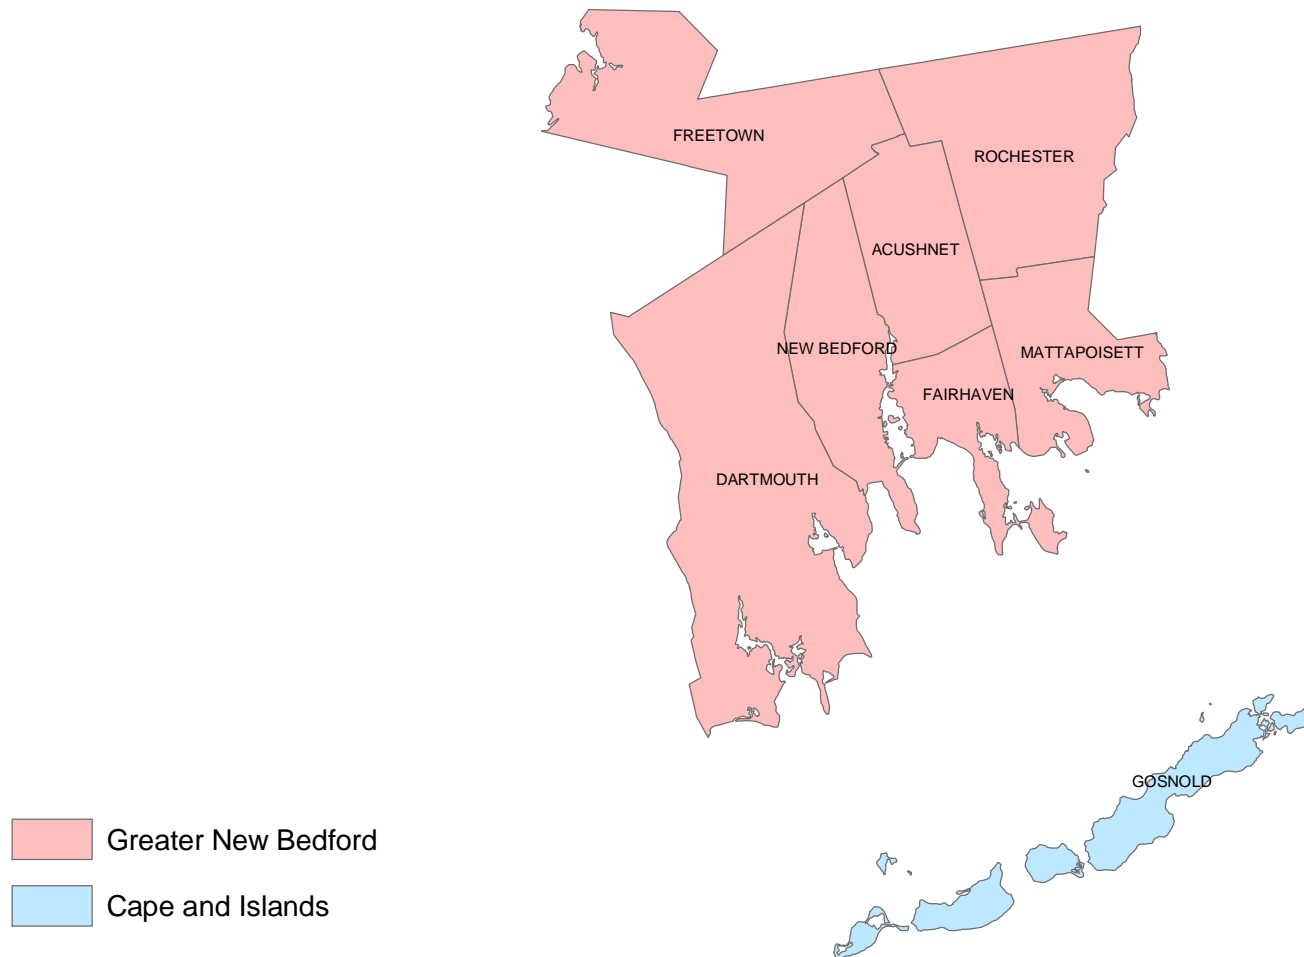 FREETOWN
ROCHESTER
ACUSHNET
NEW BEDFORD
MATTAPOISETT
FAIRHAVEN
DARTMOUTH
GOSNOLD
Greater New Bedford
Cape and Islands